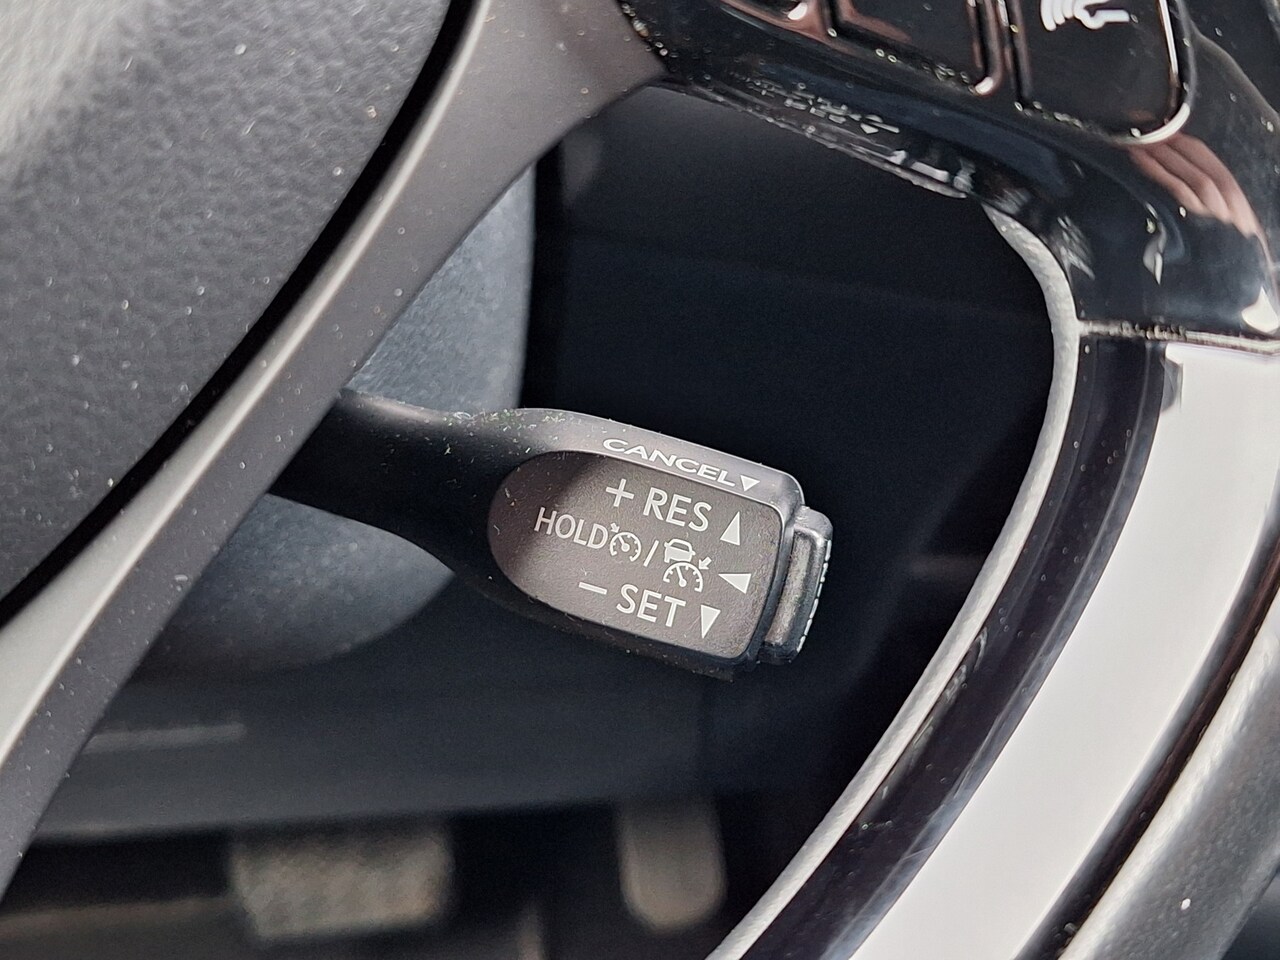 CANCEL▼
+ RES ▲
HOLD / ◀
− SET ▼